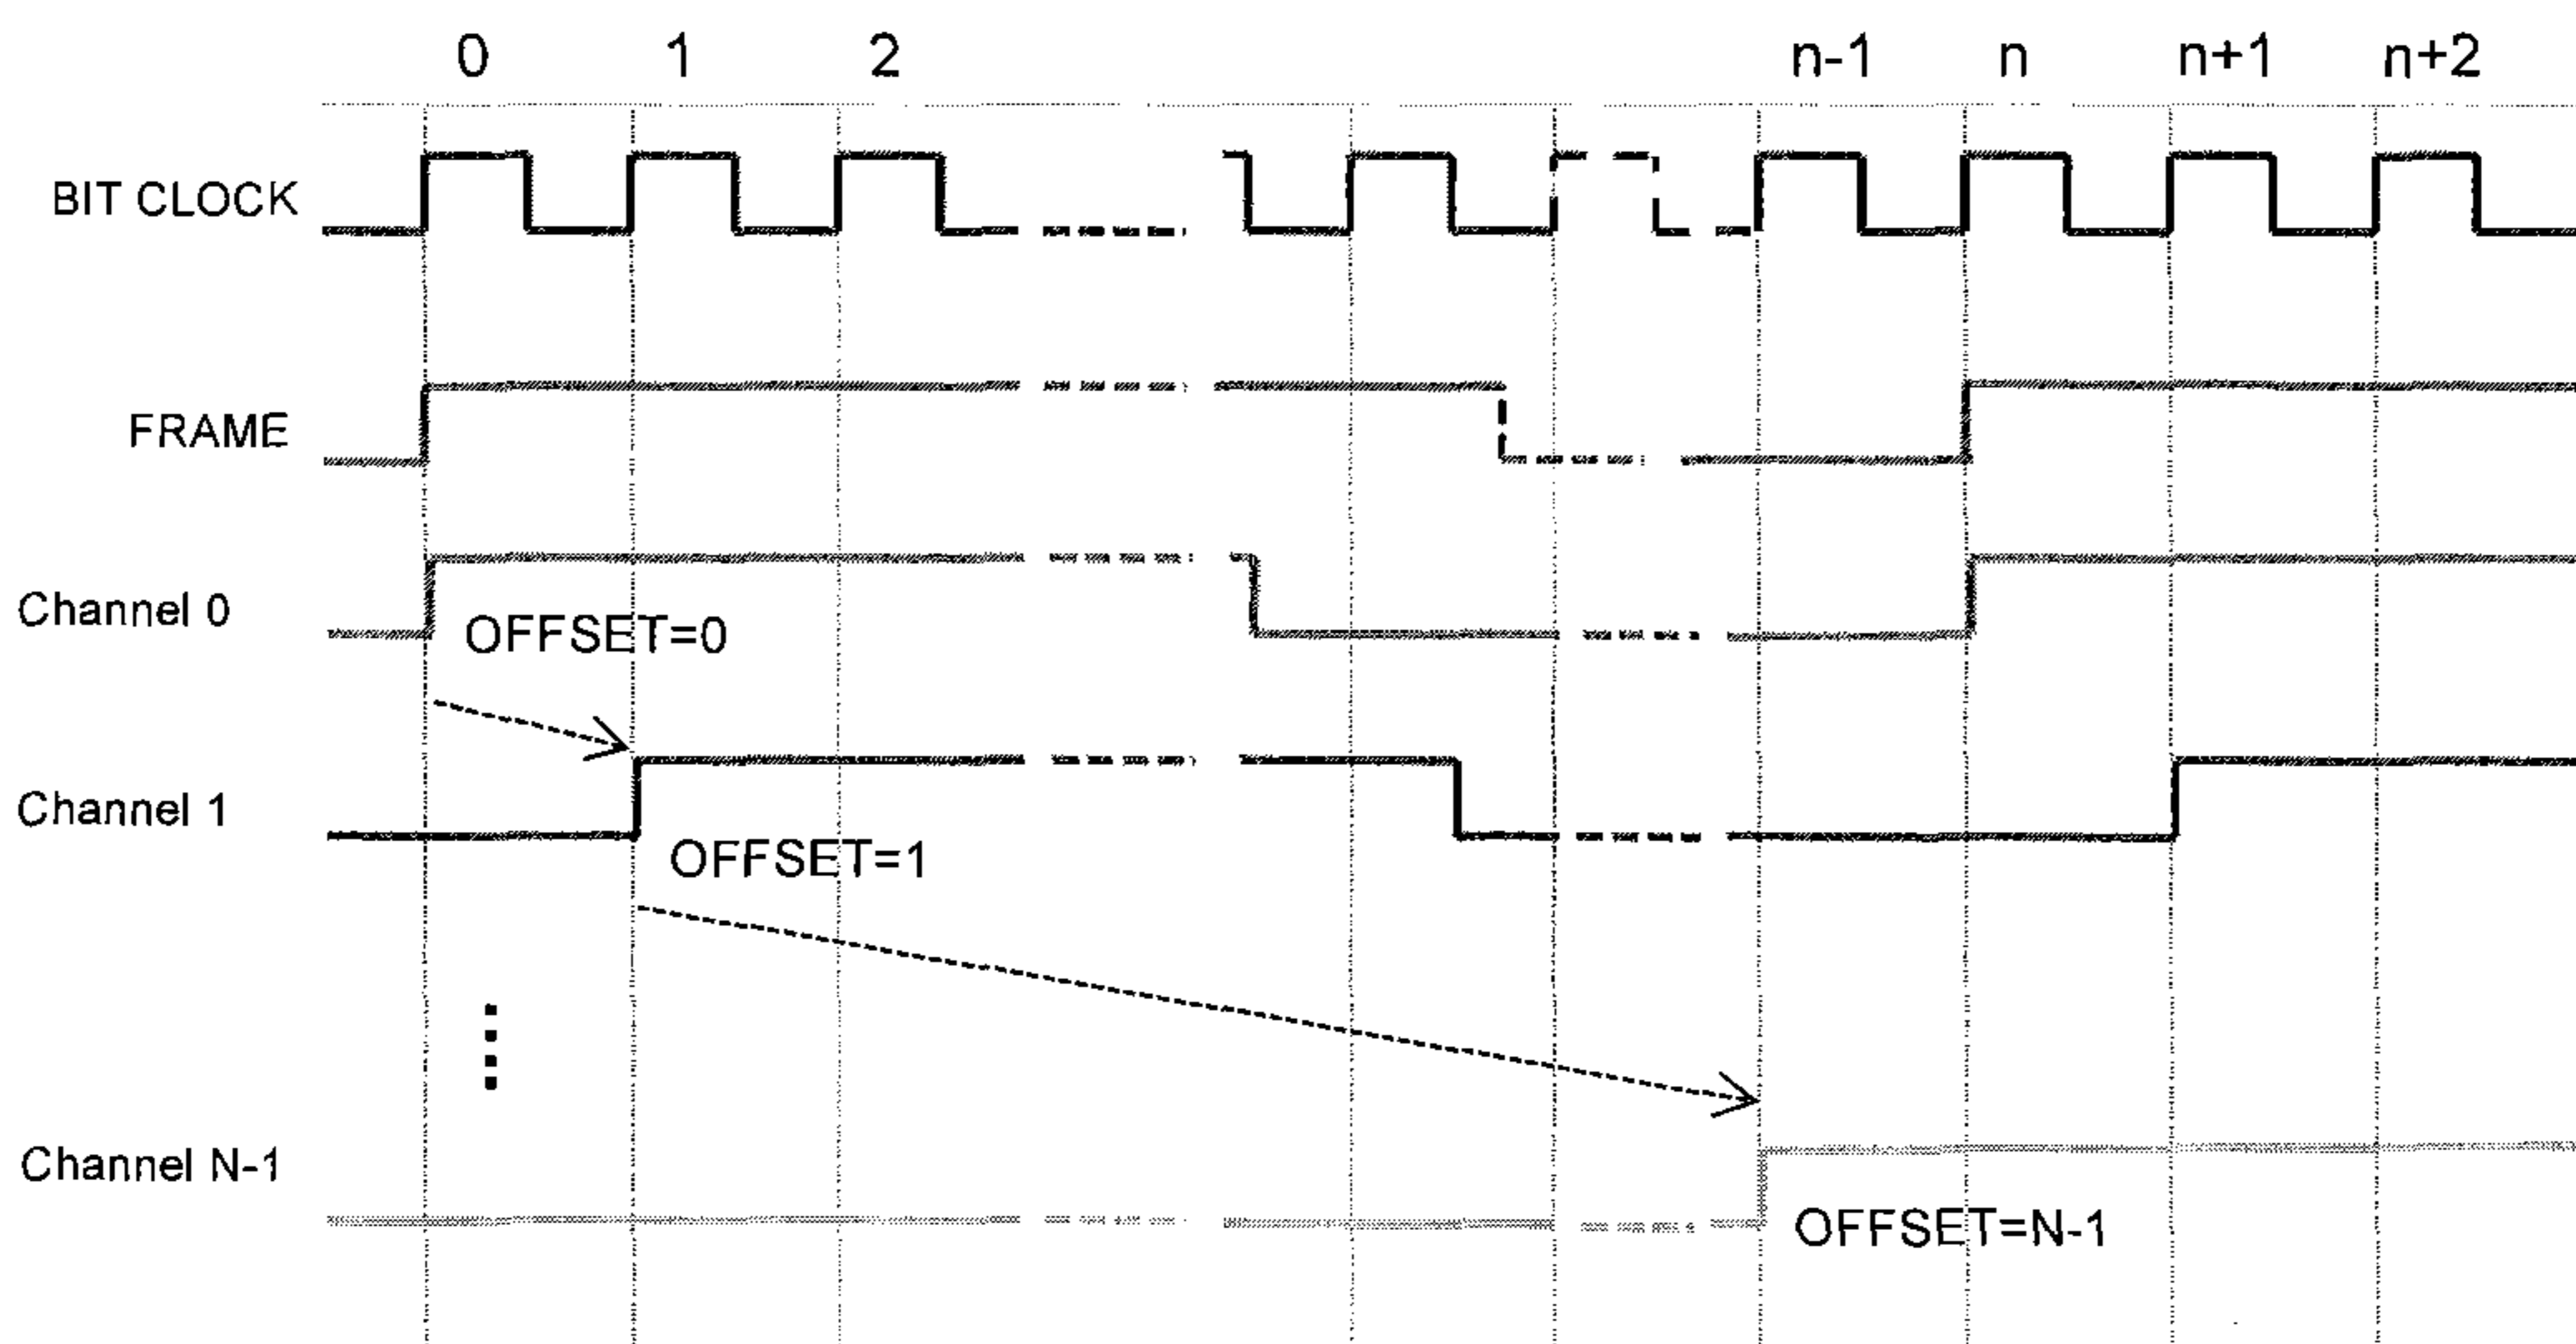 0 1 2 n-1 n n+1 n+2
BIT CLOCK
FRAME
Channel 0
OFFSET=0
Channel 1
OFFSET=1
Channel N-1
OFFSET=N-1